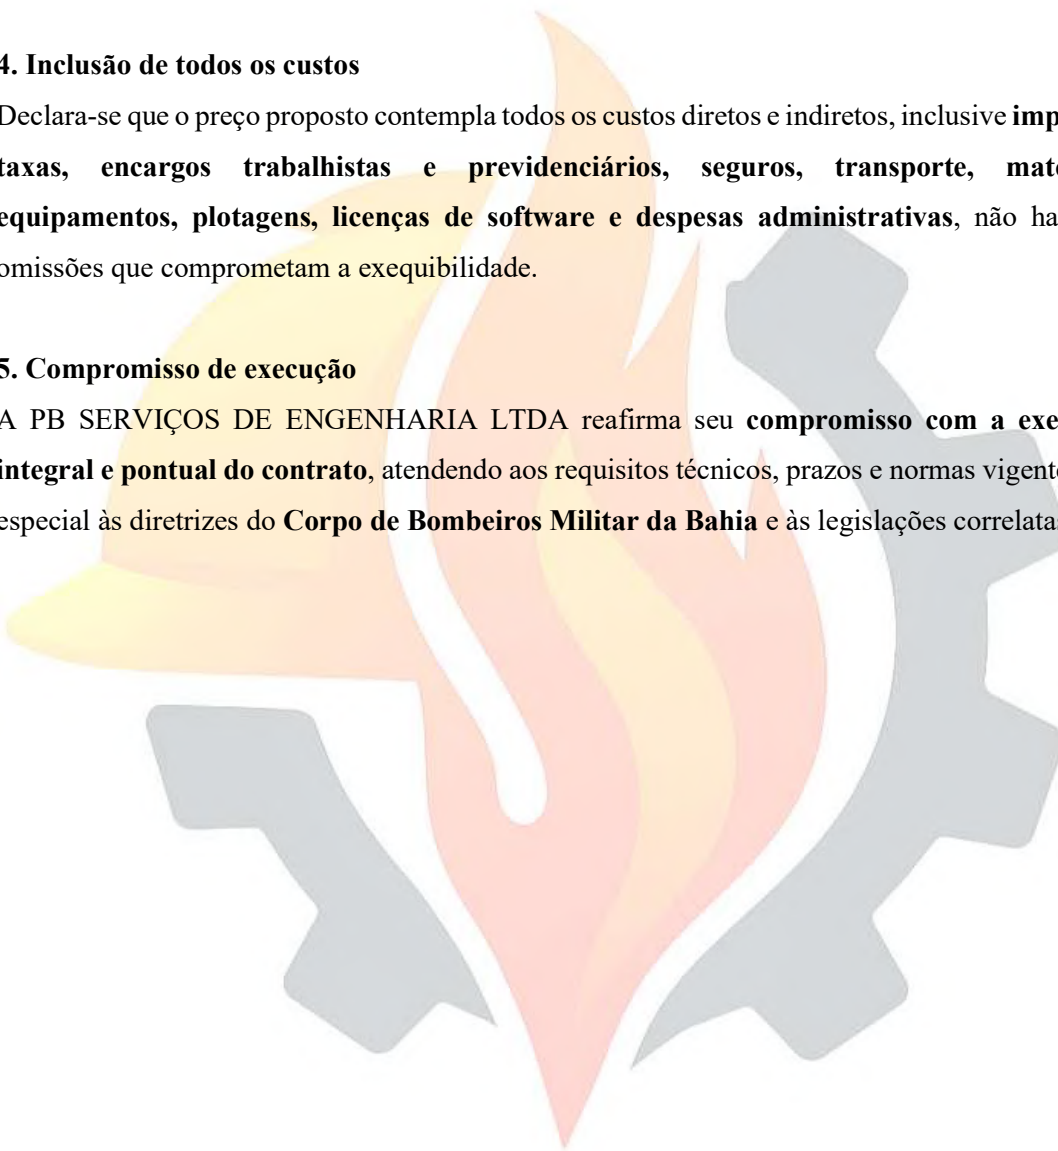 4. Inclusão de todos os custos
Declara-se que o preço proposto contempla todos os custos diretos e indiretos, inclusive imp
taxas, encargos trabalhistas e previdenciários, seguros, transporte, mat
equipamentos, plotagens, licenças de software e despesas administrativas, não ha
omissões que comprometam a exequibilidade.
5. Compromisso de execução
A PB SERVIÇOS DE ENGENHARIA LTDA reafirma seu compromisso com a exe
integral e pontual do contrato, atendendo aos requisitos técnicos, prazos e normas vigent
especial às diretrizes do Corpo de Bombeiros Militar da Bahia e às legislações correlata